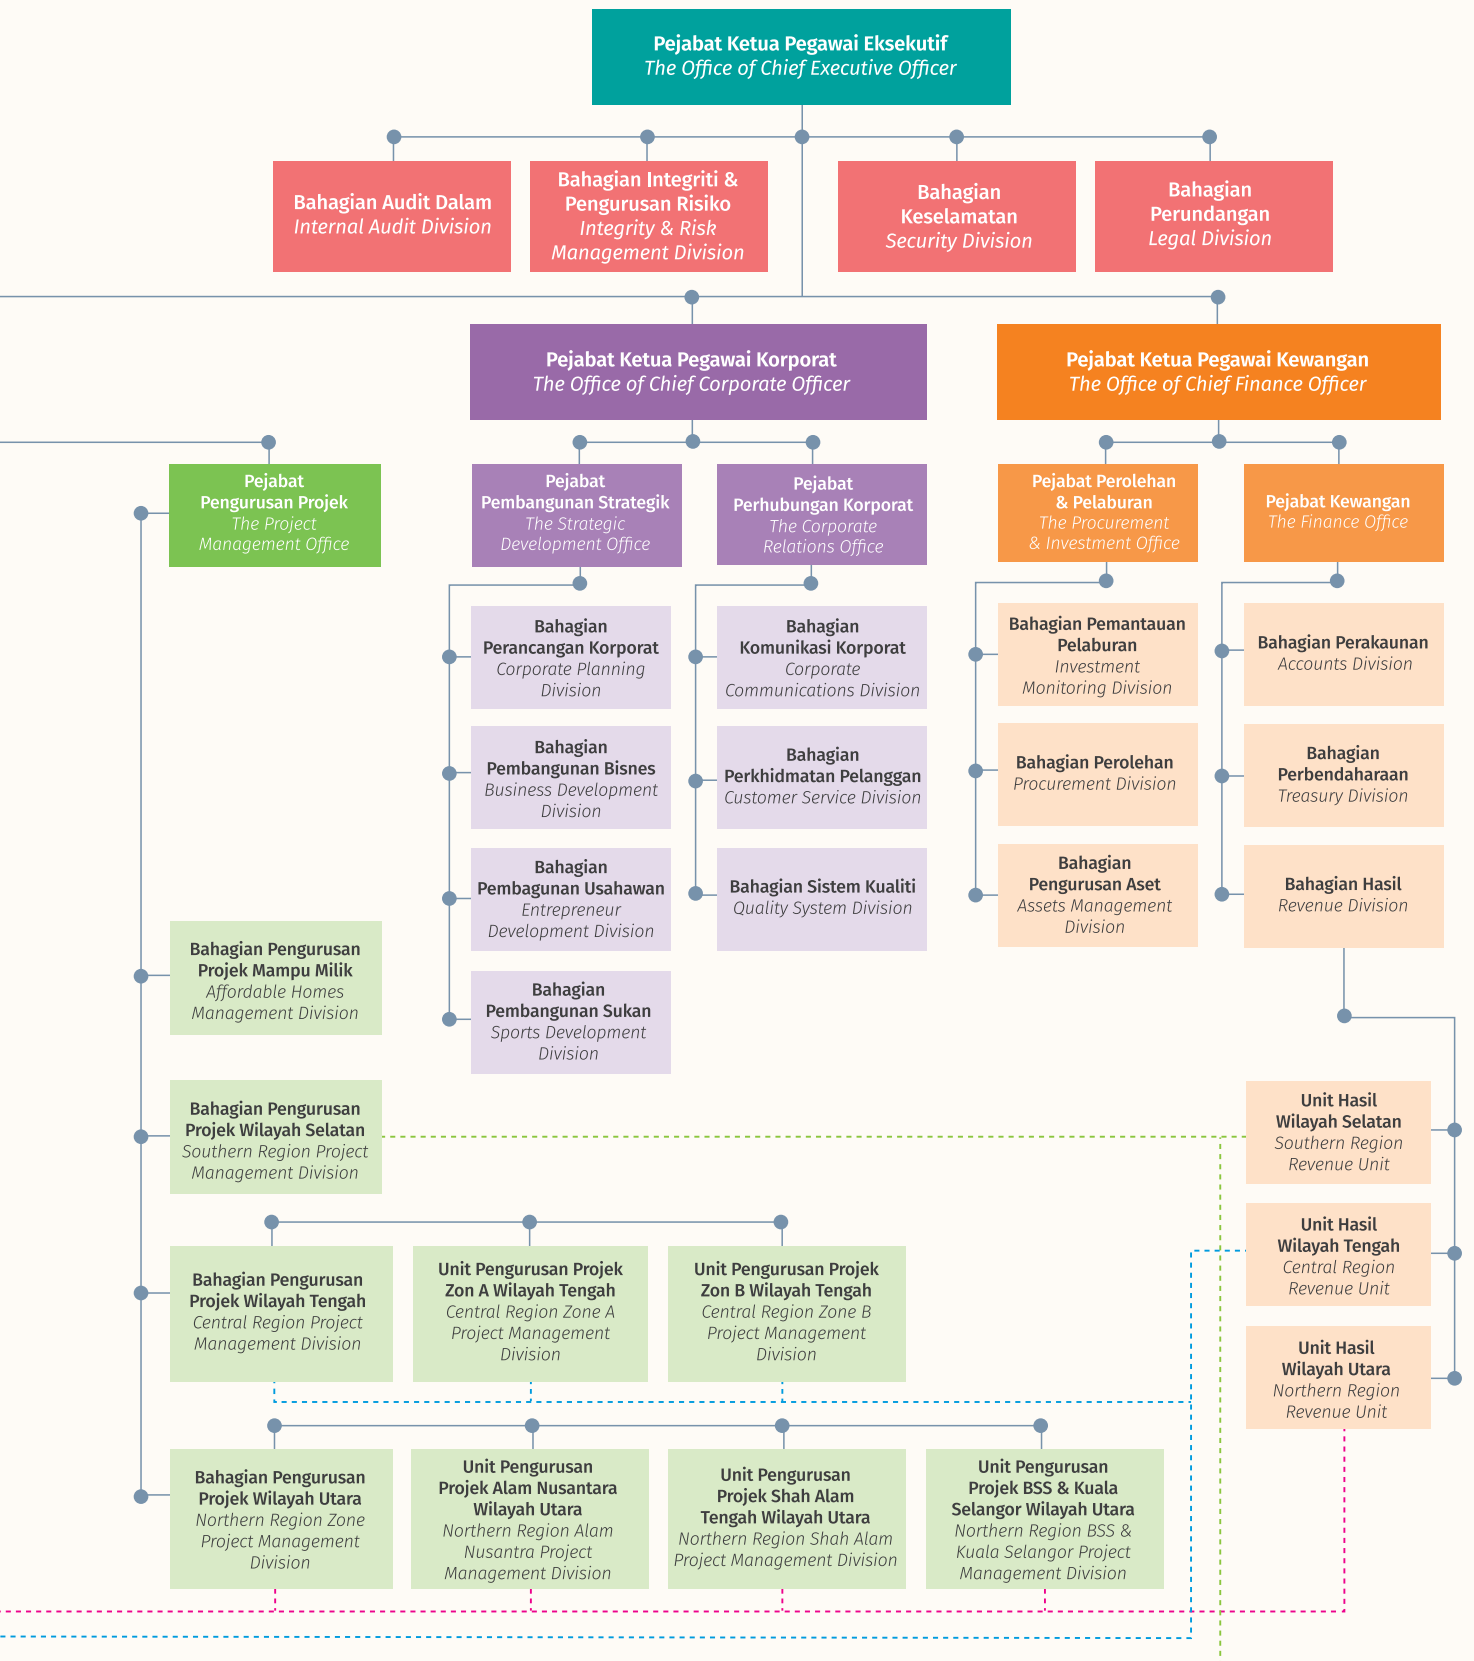 Pejabat Ketua Pegawai Eksekutif
The Office of Chief Executive Officer
Bahagian Audit Dalam
Internal Audit Division
Bahagian Integriti &
Pengurusan Risiko
Integrity & Risk
Management Division
Bahagian
Keselamatan
Security Division
Bahagian
Perundangan
Legal Division
Pejabat Ketua Pegawai Korporat
The Office of Chief Corporate Officer
Pejabat Ketua Pegawai Kewangan
The Office of Chief Finance Officer
Pejabat
Pengurusan Projek
The Project
Management Office
Pejabat
Pembangunan Strategik
The Strategic
Development Office
Pejabat
Perhubungan Korporat
The Corporate
Relations Office
Pejabat Perolehan
& Pelaburan
The Procurement
& Investment Office
Pejabat Kewangan
The Finance Office
Bahagian
Perancangan Korporat
Corporate Planning
Division
Bahagian
Komunikasi Korporat
Corporate
Communications Division
Bahagian Pemantauan
Pelaburan
Investment
Monitoring Division
Bahagian Perakaunan
Accounts Division
Bahagian
Pembangunan Bisnes
Business Development
Division
Bahagian
Perkhidmatan Pelanggan
Customer Service Division
Bahagian Perolehan
Procurement Division
Bahagian
Perbendaharaan
Treasury Division
Bahagian
Pembagunan Usahawan
Entrepreneur
Development Division
Bahagian Sistem Kualiti
Quality System Division
Bahagian
Pengurusan Aset
Assets Management
Division
Bahagian Hasil
Revenue Division
Bahagian Pengurusan
Projek Mampu Milik
Affordable Homes
Management Division
Bahagian
Pembangunan Sukan
Sports Development
Division
Bahagian Pengurusan
Projek Wilayah Selatan
Southern Region Project
Management Division
Unit Hasil
Wilayah Selatan
Southern Region
Revenue Unit
Bahagian Pengurusan
Projek Wilayah Tengah
Central Region Project
Management Division
Unit Pengurusan Projek
Zon A Wilayah Tengah
Central Region Zone A
Project Management
Division
Unit Pengurusan Projek
Zon B Wilayah Tengah
Central Region Zone B
Project Management
Division
Unit Hasil
Wilayah Tengah
Central Region
Revenue Unit
Unit Hasil
Wilayah Utara
Northern Region
Revenue Unit
Bahagian Pengurusan
Projek Wilayah Utara
Northern Region Zone
Project Management
Division
Unit Pengurusan
Projek Alam Nusantara
Wilayah Utara
Northern Region Alam
Nusantra Project
Management Division
Unit Pengurusan
Projek Shah Alam
Tengah Wilayah Utara
Northern Region Shah Alam
Project Management Division
Unit Pengurusan
Projek BSS & Kuala
Selangor Wilayah Utara
Northern Region BSS &
Kuala Selangor Project
Management Division